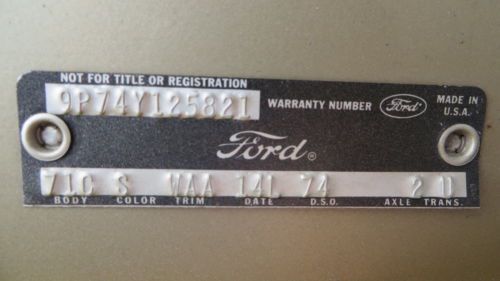 NOT FOR TITLE OR REGISTRATION
9P74Y125821 WARRANTY NUMBER Ford MADE IN U.S.A.
Ford®
71C S WAA 14L 74 2 U
BODY COLOR TRIM DATE D.S.O. AXLE TRANS.